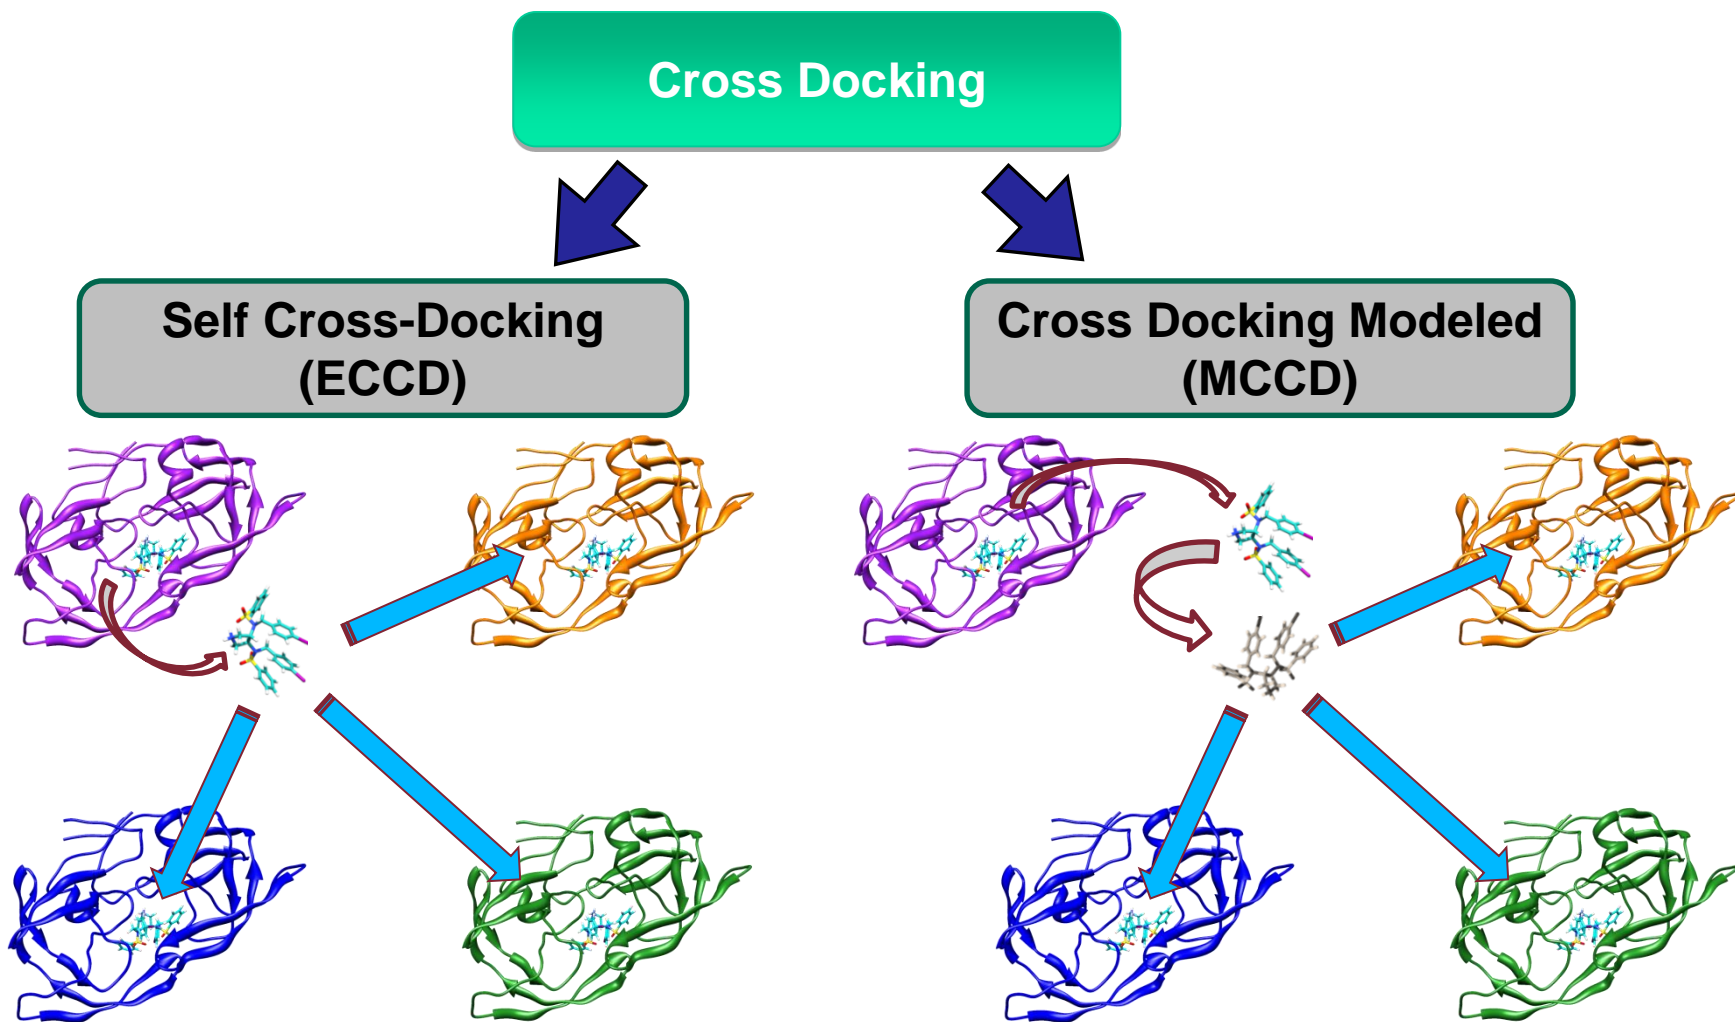 Cross Docking
Self Cross-Docking
(ECCD)
Cross Docking Modeled
(MCCD)